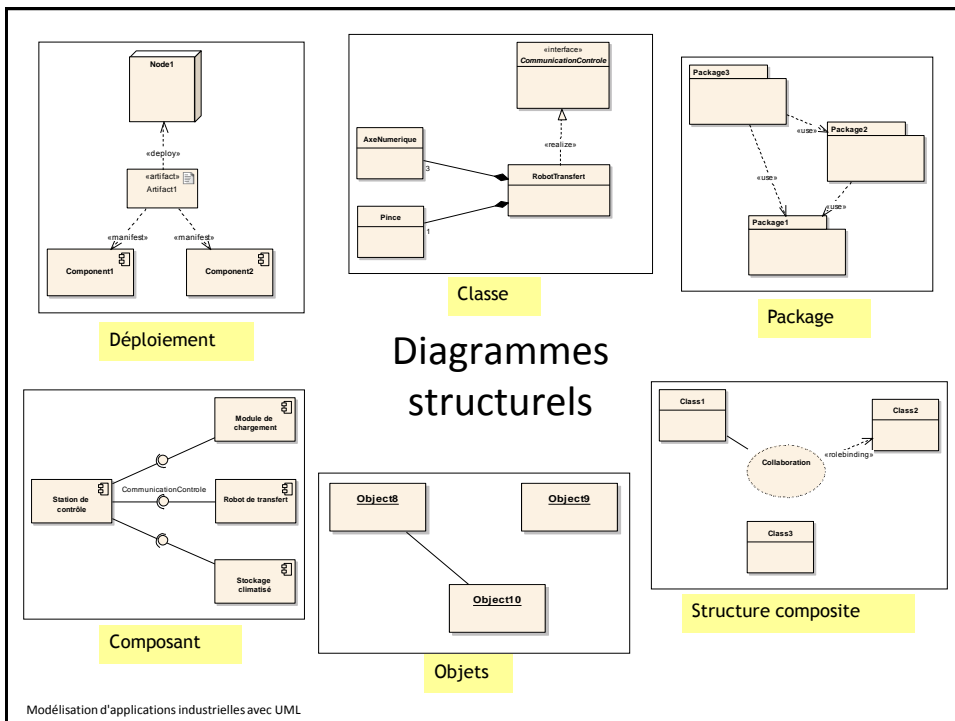 Node1
«deploy»
«artifact»
Artifact1
«manifest»
«manifest»
Component1
Component2
Déploiement
«interface»
CommunicationControle
AxeNumerique
3
«realize»
RobotTransfert
Pince
1
Classe
Package3
«use»
Package2
«use»
«use»
Package1
Package
Diagrammes
structurels
Module de
chargement
Station de
contrôle
CommunicationControle
Robot de transfert
Stockage
climatisé
Composant
Object8
Object9
Object10
Objets
Class1
Class2
«rolebinding»
Collaboration
Class3
Structure composite
Modélisation d'applications industrielles avec UML